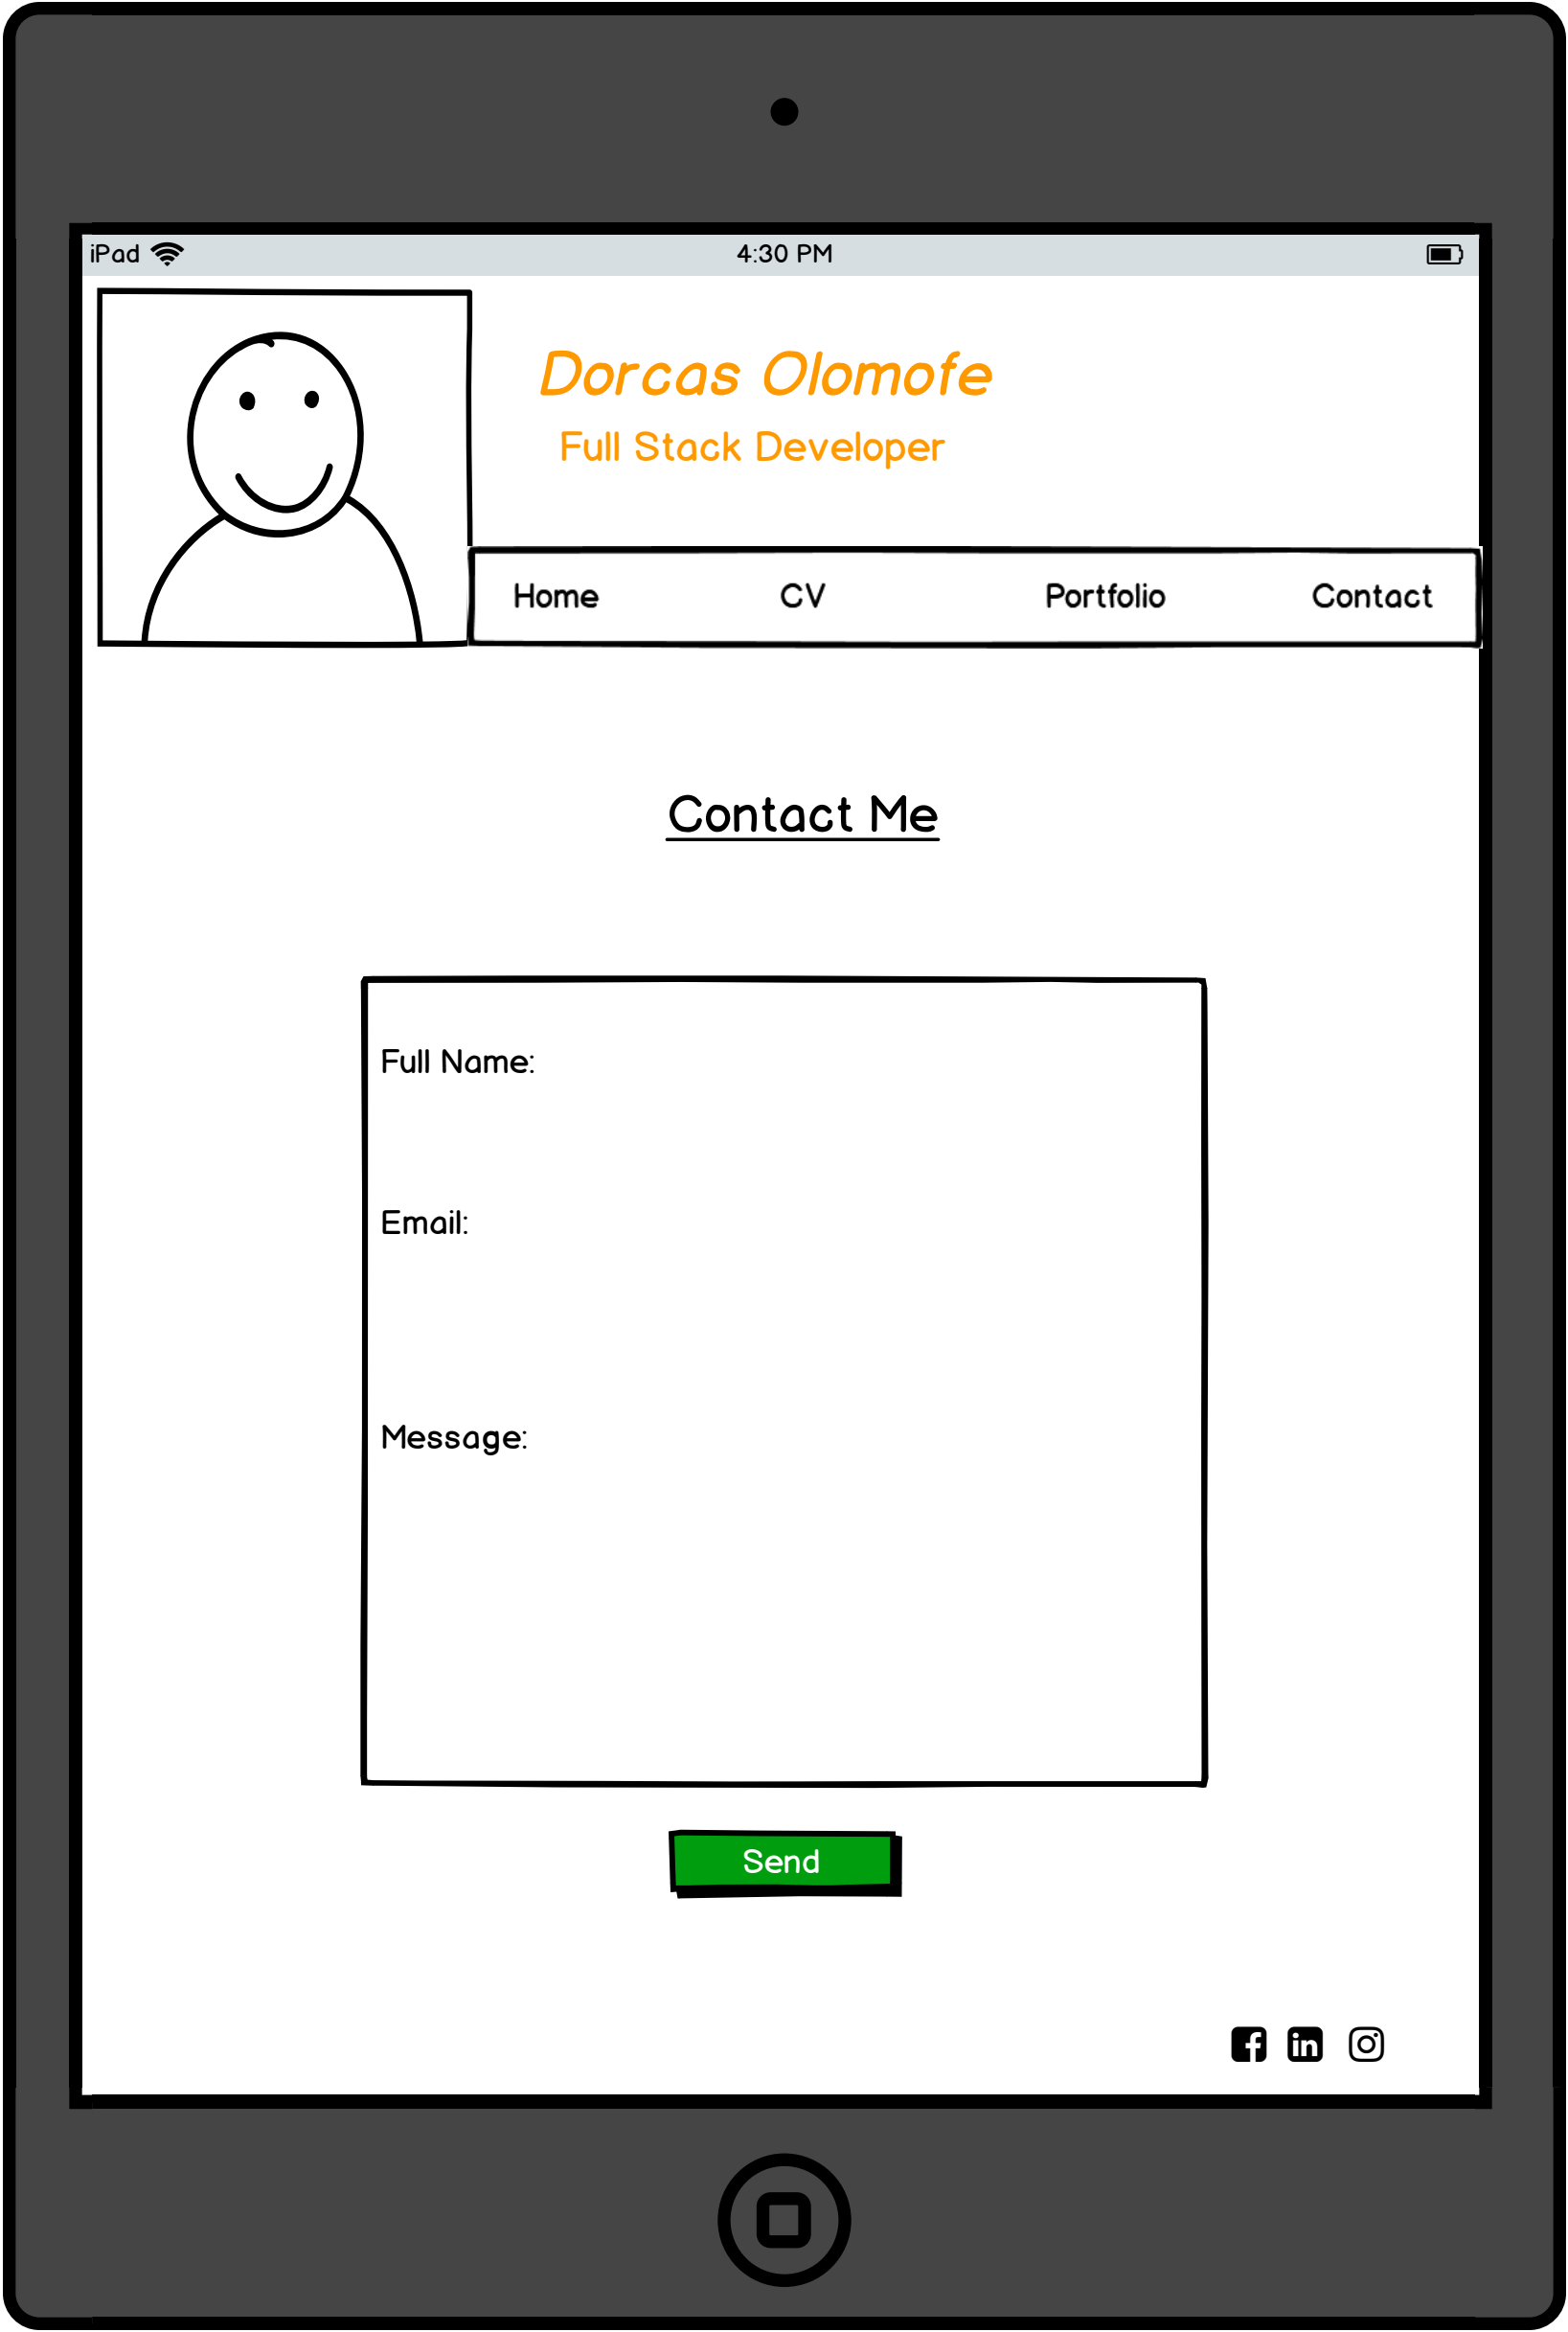 iPad 4:30 PM
Dorcas Olomofe
Full Stack Developer
Home CV Portfolio Contact
Contact Me
Full Name:
Email:
Message:
Send